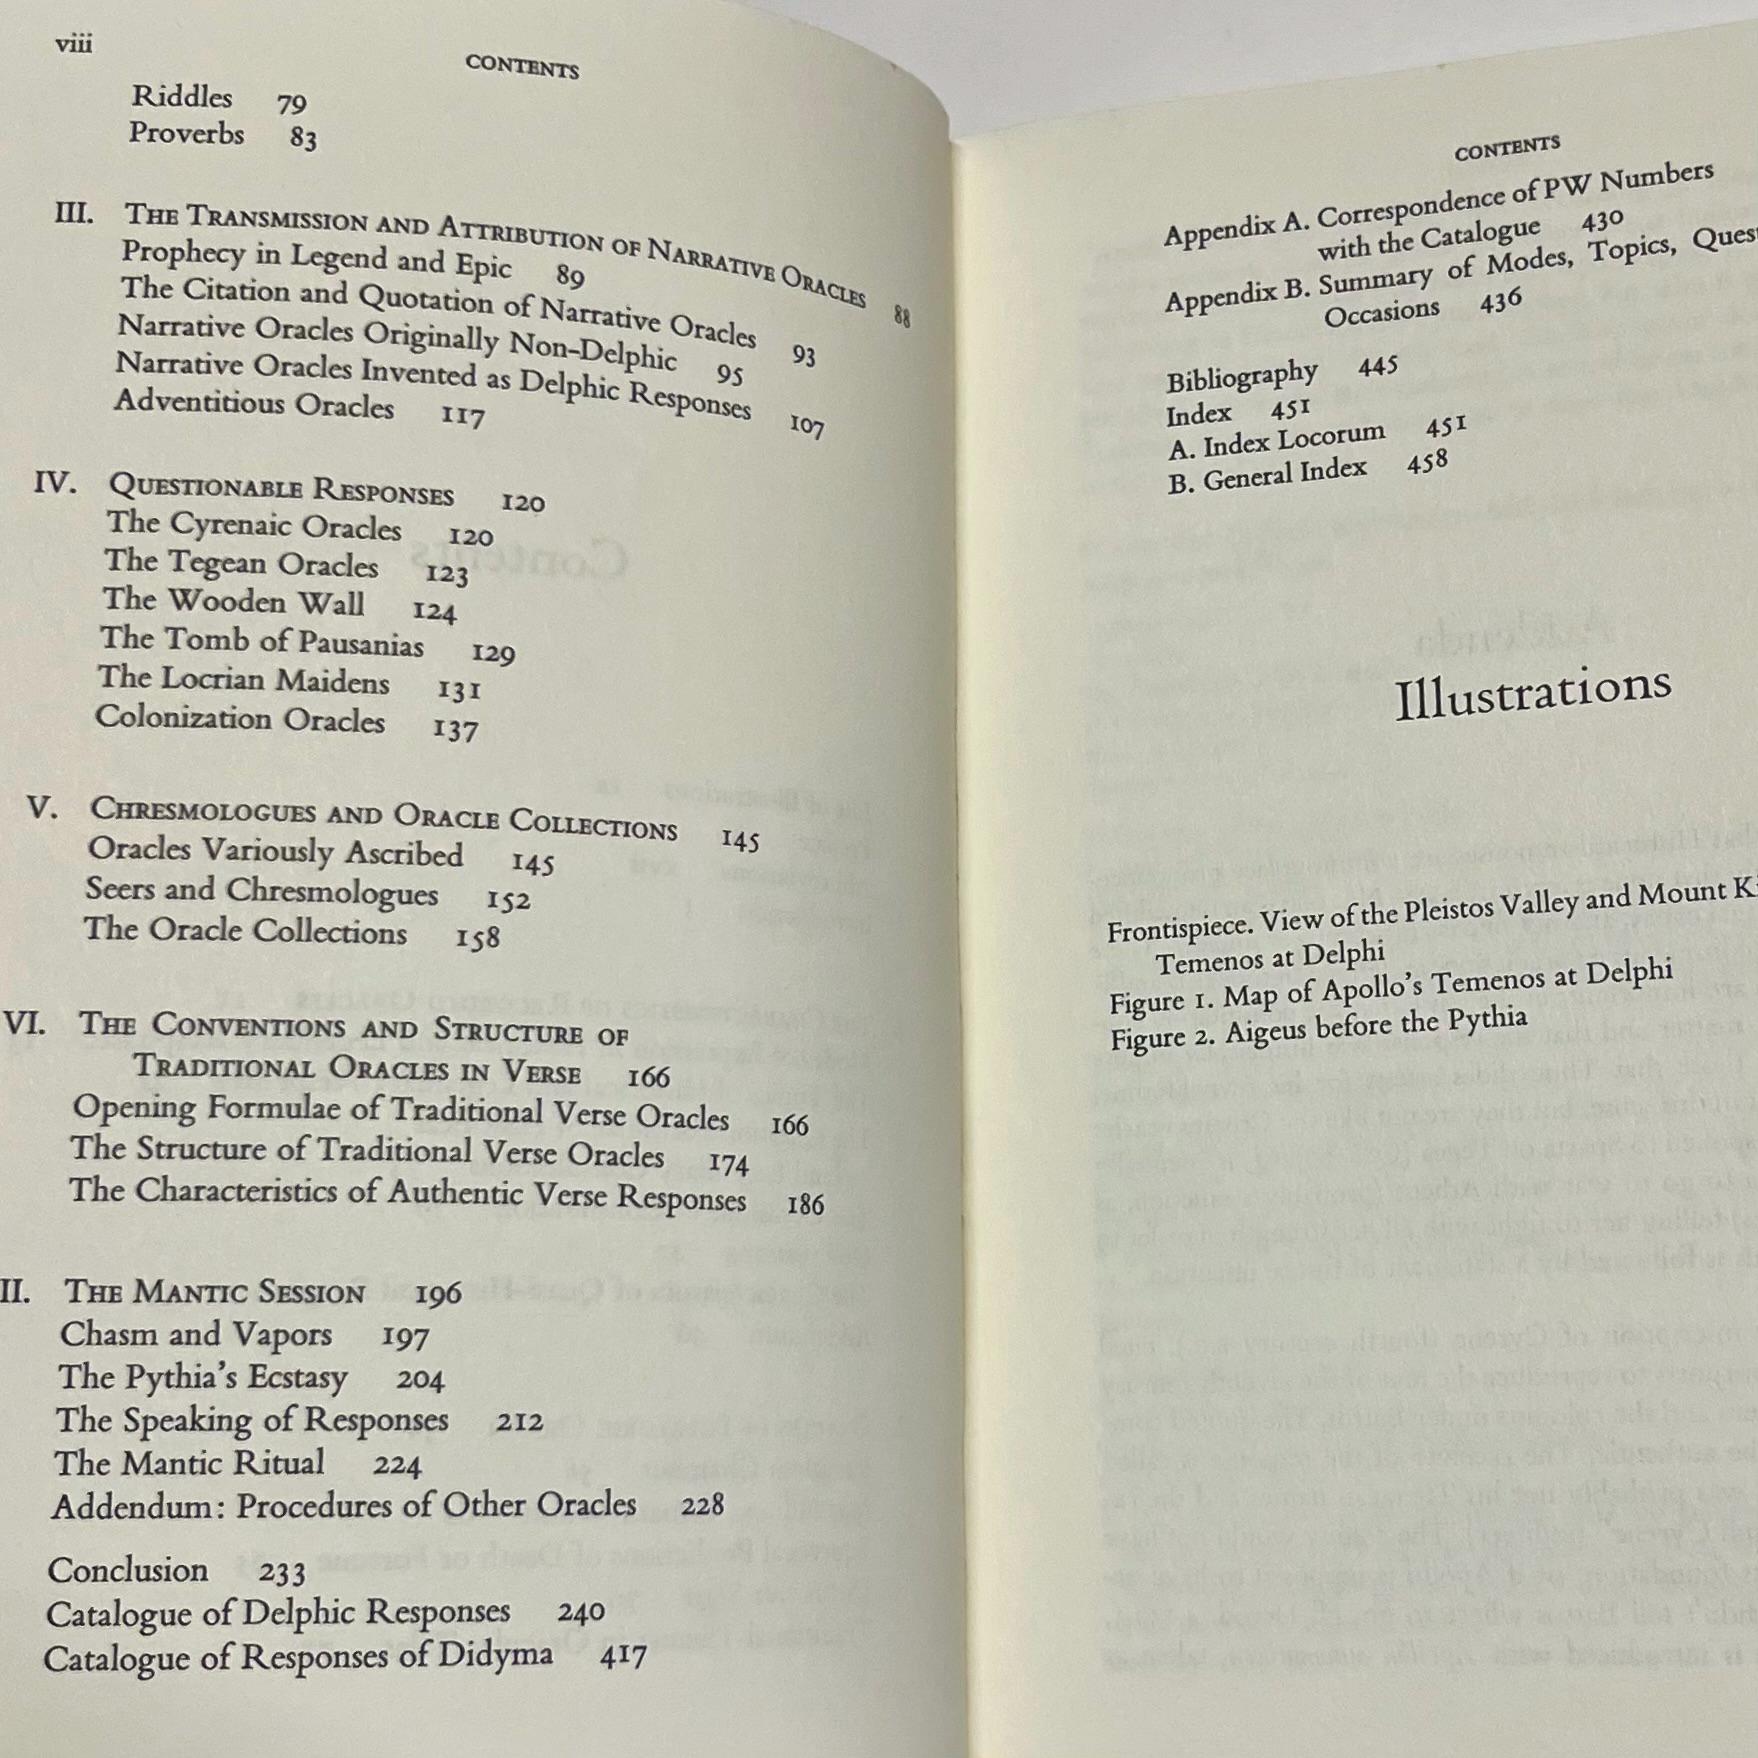 viii
CONTENTS
Riddles 79
Proverbs 83
III. THE TRANSMISSION AND ATTRIBUTION OF NARRATIVE ORACLES 88
Prophecy in Legend and Epic 89
The Citation and Quotation of Narrative Oracles 93
Narrative Oracles Originally Non-Delphic 95
Narrative Oracles Invented as Delphic Responses 107
Adventitious Oracles 117
IV. QUESTIONABLE RESPONSES 120
The Cyrenaic Oracles 120
The Tegean Oracles 123
The Wooden Wall 124
The Tomb of Pausanias 129
The Locrian Maidens 131
Colonization Oracles 137
V. CHRESMOLOGUES AND ORACLE COLLECTIONS 145
Oracles Variously Ascribed 145
Seers and Chresmologues 152
The Oracle Collections 158
VI. THE CONVENTIONS AND STRUCTURE OF
TRADITIONAL ORACLES IN VERSE 166
Opening Formulae of Traditional Verse Oracles 166
The Structure of Traditional Verse Oracles 174
The Characteristics of Authentic Verse Responses 186
II. THE MANTIC SESSION 196
Chasm and Vapors 197
The Pythia's Ecstasy 204
The Speaking of Responses 212
The Mantic Ritual 224
Addendum: Procedures of Other Oracles 228
Conclusion 233
Catalogue of Delphic Responses 240
Catalogue of Responses of Didyma 417
CONTENTS
Appendix A. Correspondence of PW Numbers
with the Catalogue 430
Appendix B. Summary of Modes, Topics,
Occasions 436
Bibliography 445
Index 451
A. Index Locorum 451
B. General Index 458
Illustrations
Frontispiece. View of the Pleistos Valley and Mount
Temenos at Delphi
Figure 1. Map of Apollo's Temenos at Delphi
Figure 2. Aigeus before the Pythia